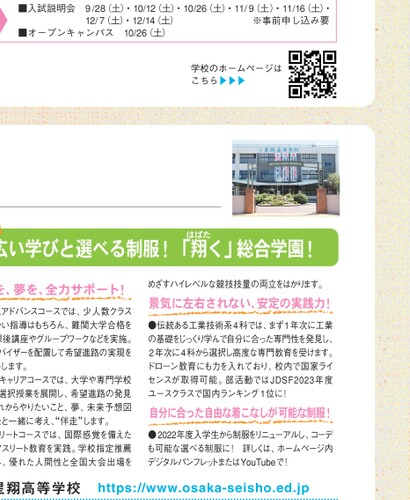 ■入試説明会 9/28（土）・10/12（土）・10/26（土）・11/9（土）・11/16（土）・
12/7（土）・12/14（土） ※事前申し込み要
■オープンキャンパス 10/26（土）
学校のホームページは
こちら▶▶▶
広い学びと選べる制服！「翔く」総合学園！
はばた
を、夢を、全力サポート！
アドバンスコースでは、少人数クラス
い指導はもちろん、難関大学合格を
課後講座やグループワークなどを実施。
バイザーを配置して希望進路の実現を
します。
キャリアコースでは、大学や専門学校
選択授業を展開し、希望進路の発見
れからやりたいこと、夢、未来予想図
と一緒に考え、“伴走”します。
リートコースでは、国際感覚を備えた
アスリート教育を実践。学校指定推薦
、優れた人間性と全国大会出場を
めざすハイレベルな競技技量の両立をはかります。
景気に左右されない、安定の実践力！
●伝統ある工業技術系4科では、まず1年次に工業
の基礎をじっくり学んで自分に合った専門性を発見し、
2年次に4科から選択し高度な専門教育を受けます。
ドローン教育にも力を入れており、校内で国家ライ
センスが取得可能。部活動ではJDSF2023年度
ユースクラスで国内ランキング1位に！
自分に合った自由な着こなしが可能な制服！
●2022年度入学生から制服をリニューアルし、コーデ
も可能な選べる制服に！ 詳しくは、ホームページ内
デジタルパンフレットまたはYouTubeで！
星翔高等学校 https://www.osaka-seisho.ed.jp